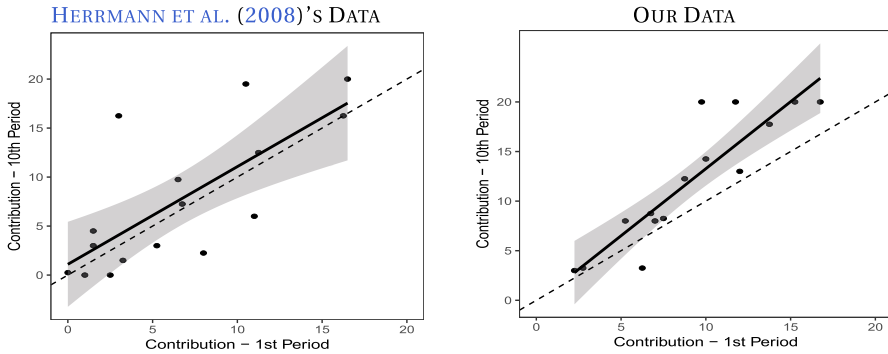 HERRMANN ET AL. (2008)'S DATA
Contribution − 10th Period
20
15
10
5
0
0 5 10 15 20
Contribution − 1st Period
OUR DATA
Contribution − 10th Period
20
15
10
5
0
0 5 10 15 20
Contribution − 1st Period